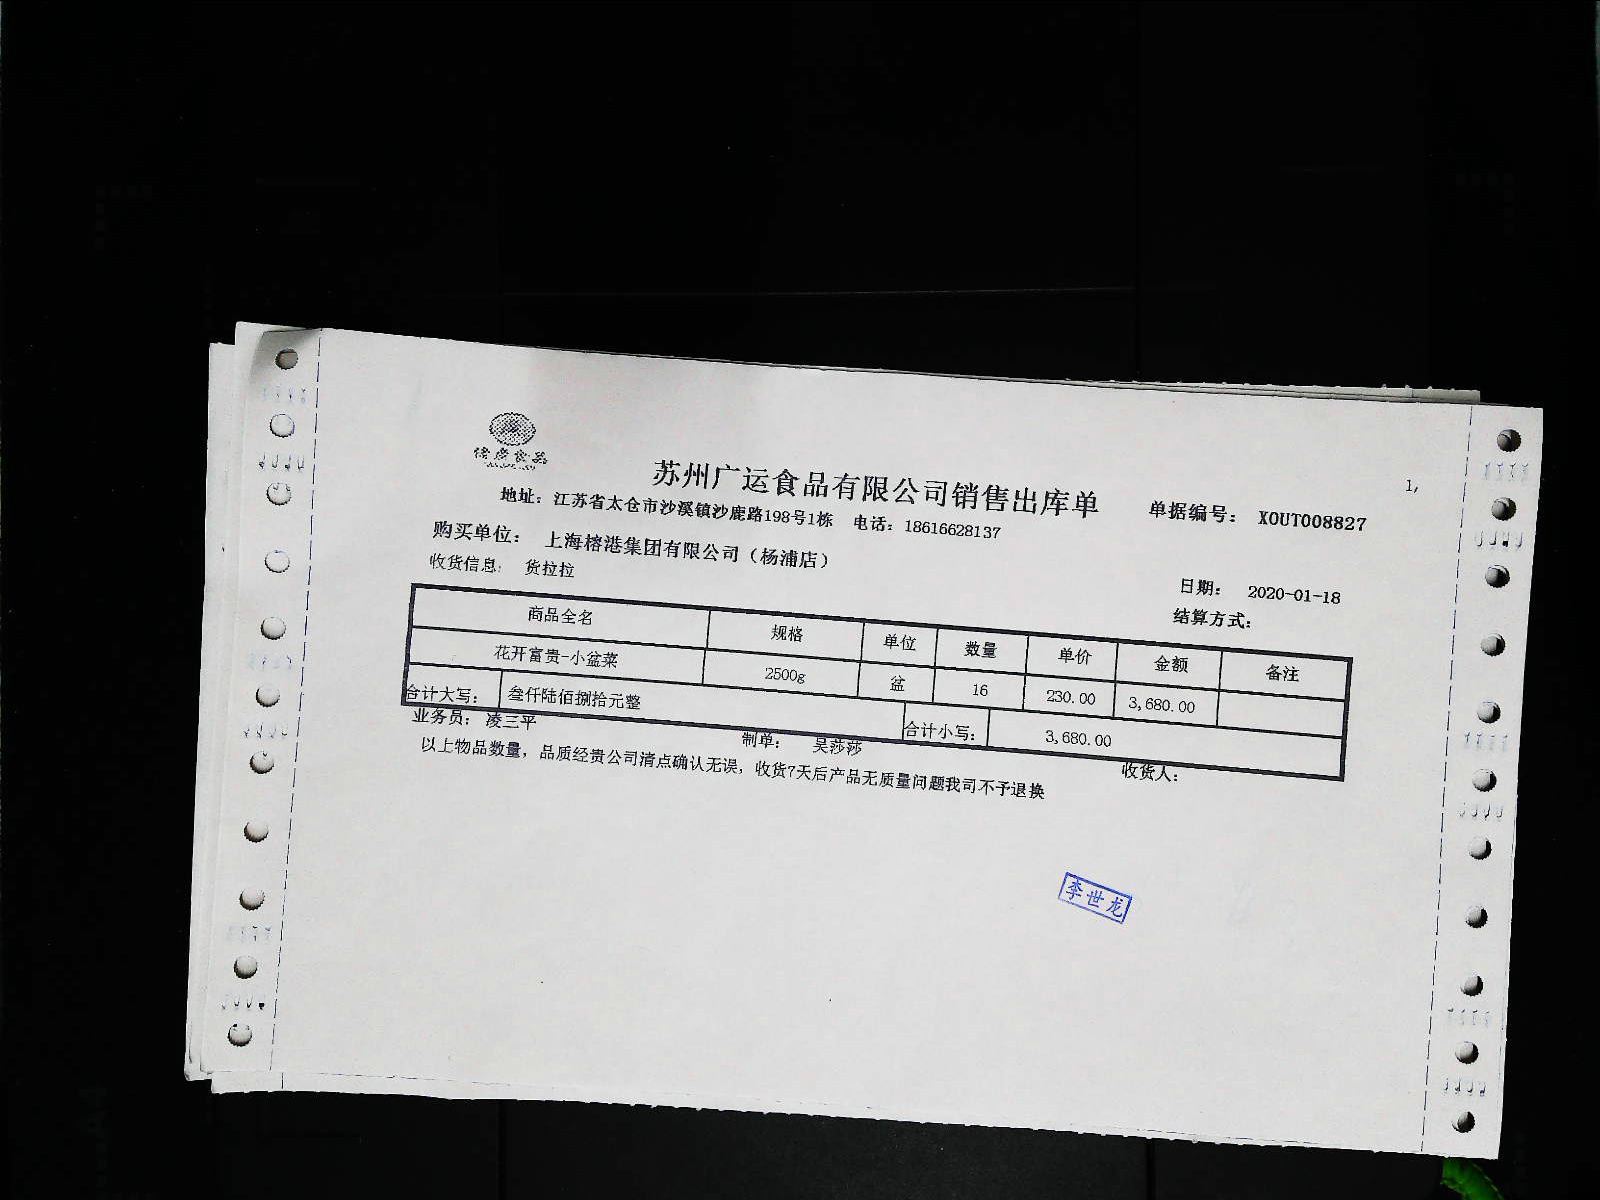 1,
苏州广运食品有限公司销售出库单
单据编号： XOUT008827
地址：江苏省太仓市沙溪镇沙鹿路198号1栋 电话：18616628137
购买单位： 上海榕港集团有限公司（杨浦店）
收货信息： 货拉拉
日期： 2020-01-18
结算方式：
商品全名 规格 单位 数量 单价 金额 备注
花开富贵-小盆菜 2500g 盆 16 230.00 3,680.00
合计大写： 叁仟陆佰捌拾元整 合计小写： 3,680.00
业务员： 凌三平 制单： 吴莎莎 收货人：
以上物品数量，品质经贵公司清点确认无误，收货7天后产品无质量问题我司不予退换
李世龙